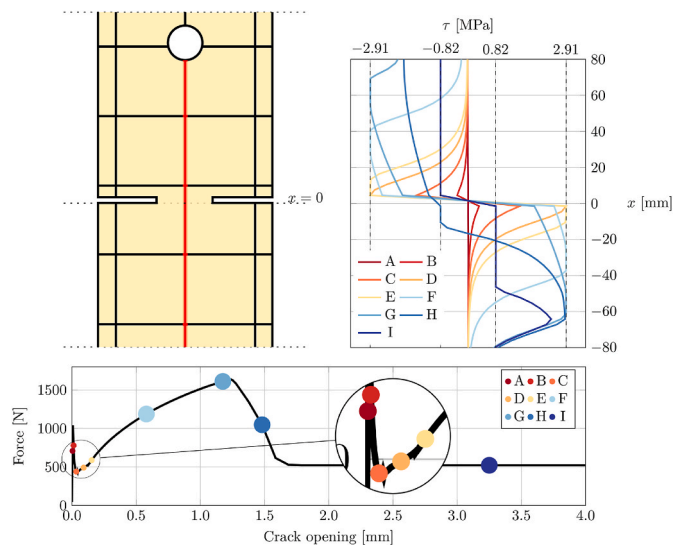 x = 0
τ [MPa]
−2.91 −0.82 0.82 2.91
80
60
40
20
0 x [mm]
−20
−40
−60
−80
A B
C D
E F
G H
I
Force [N]
1500
1000
500
0
0.0 0.5 1.0 1.5 2.0 2.5 3.0 3.5 4.0
Crack opening [mm]
A B C
D E F
G H I